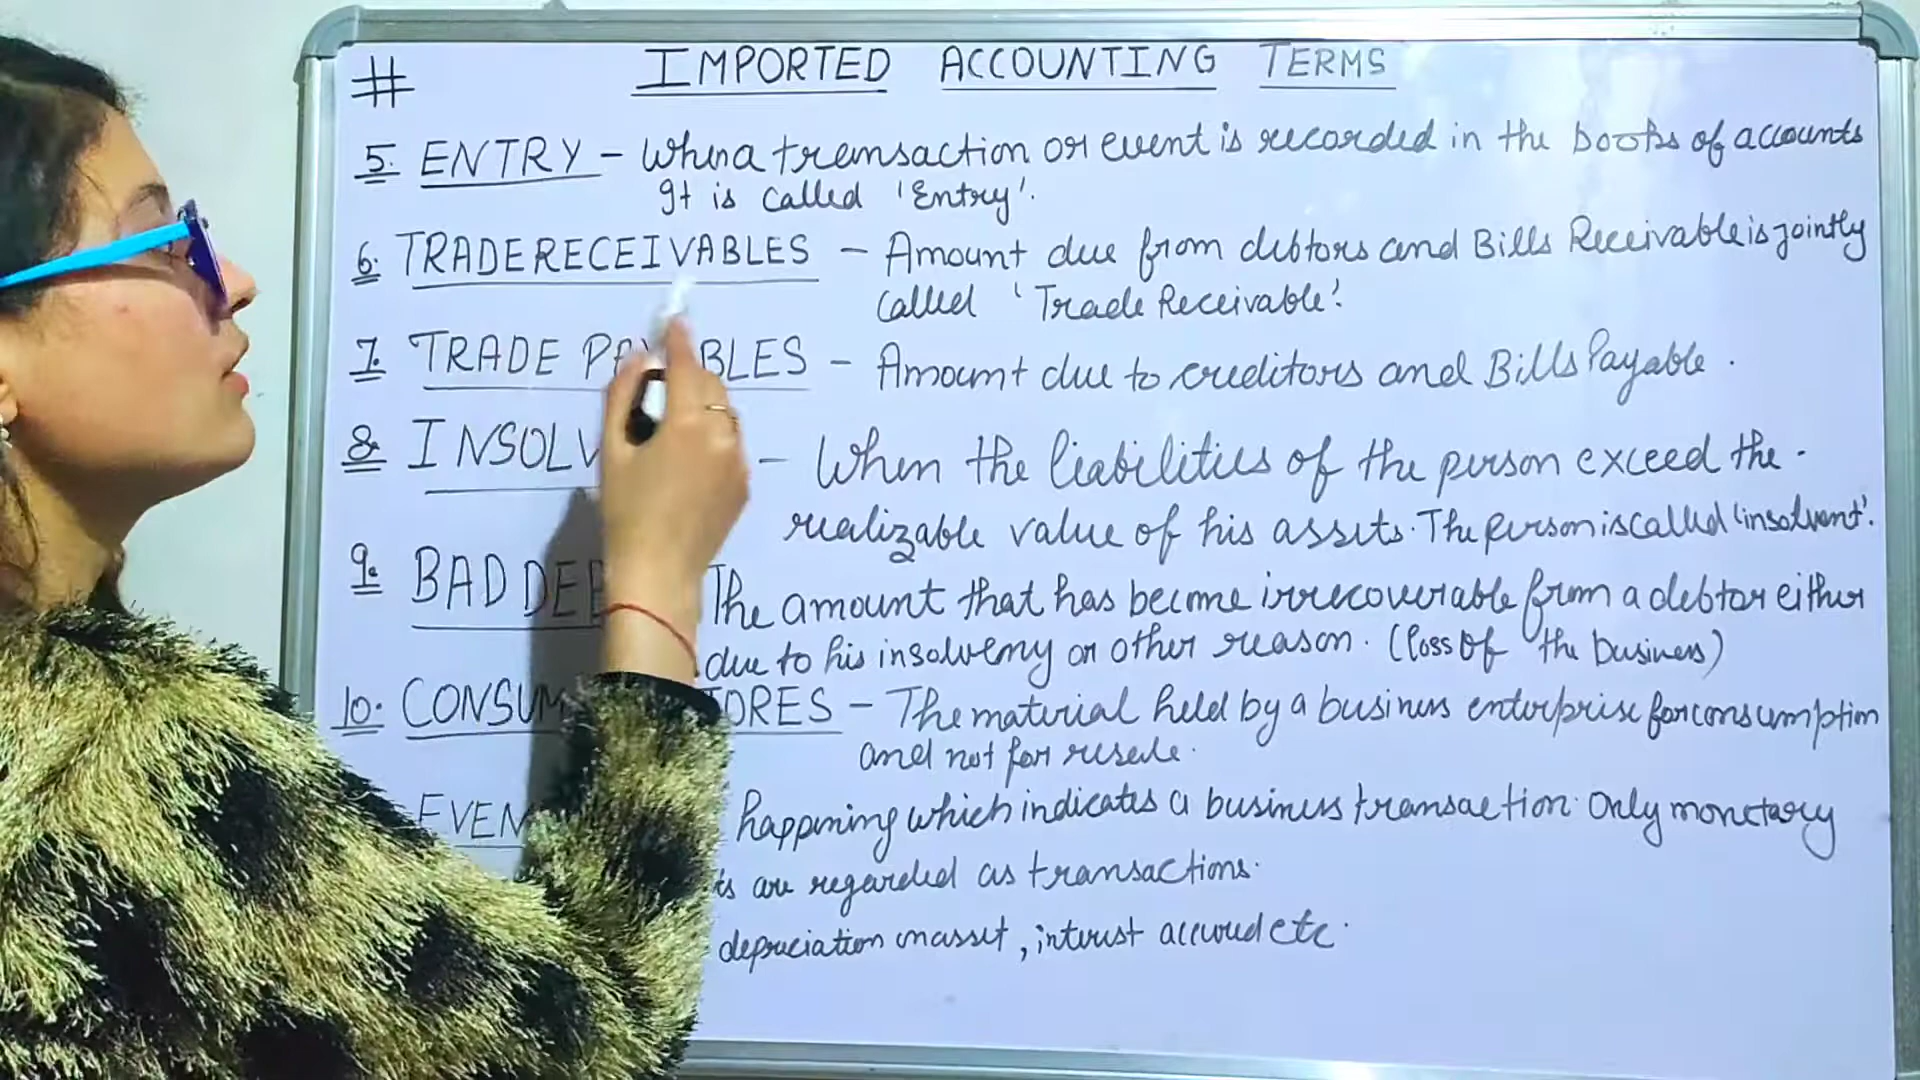 # IMPORTED ACCOUNTING TERMS
5. ENTRY - When a transaction or event is recorded in the books of accounts
It is called 'Entry'.
6. TRADE RECEIVABLES - Amount due from debtors and Bills Receivable is jointly
called 'Trade Receivable'.
7. TRADE PAYABLES - Amount due to creditors and Bills Payable.
8. INSOLV - When the liabilities of the person exceed the
realizable value of his assets. The person is called 'insolvent'.
9. BAD DEB The amount that has become irrecoverable from a debtor either
due to his insolvency or other reason. (loss of the business)
10. CONSUM TORES - The material held by a business enterprise for consumption
and not for resale.
EVEN happening which indicates a business transaction. Only monetary
ts are regarded as transactions.
depreciation on asset, interest accrued etc.